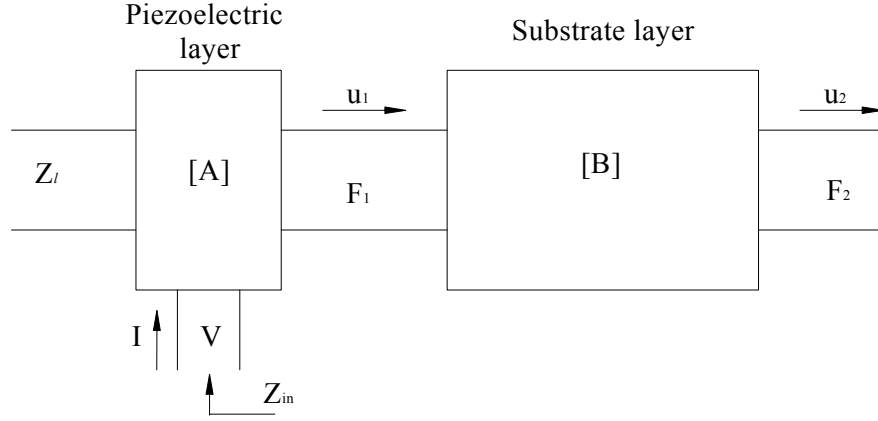 Piezoelectric
layer
Substrate layer
u₁
u₂
Zₗ
[A]
F₁
[B]
F₂
I
V
Zᵢₙ